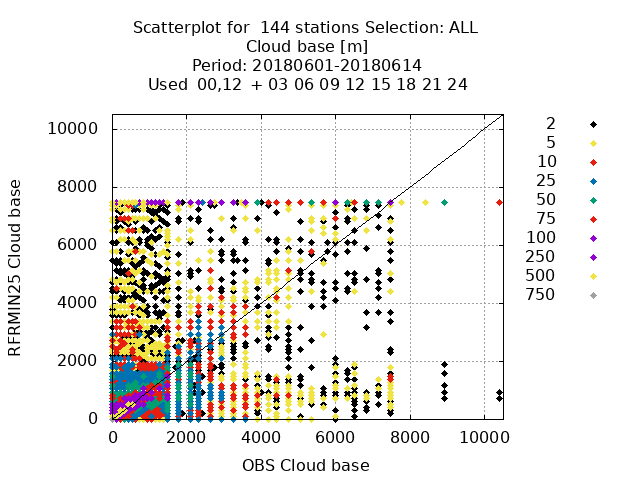 Scatterplot for  144 stations Selection: ALL
Cloud base [m]
Period: 20180601-20180614
Used  00,12  + 03 06 09 12 15 18 21 24
RFRMIN25 Cloud base
10000
8000
6000
4000
2000
0
0 2000 4000 6000 8000 10000
OBS Cloud base
2
5
10
25
50
75
100
250
500
750